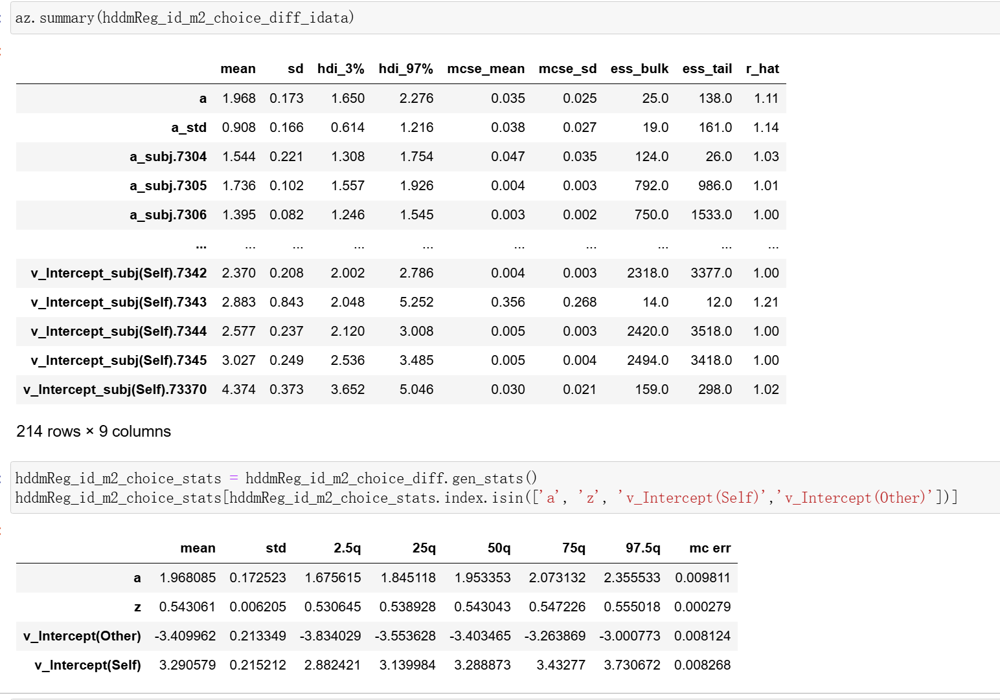 az.summary(hddmReg_id_m2_choice_diff_idata)
mean sd hdi_3% hdi_97% mcse_mean mcse_sd ess_bulk ess_tail r_hat
a 1.968 0.173 1.650 2.276 0.035 0.025 25.0 138.0 1.11
a_std 0.908 0.166 0.614 1.216 0.038 0.027 19.0 161.0 1.14
a_subj.7304 1.544 0.221 1.308 1.754 0.047 0.035 124.0 26.0 1.03
a_subj.7305 1.736 0.102 1.557 1.926 0.004 0.003 792.0 986.0 1.01
a_subj.7306 1.395 0.082 1.246 1.545 0.003 0.002 750.0 1533.0 1.00
... ... ... ... ... ... ... ... ... ...
v_Intercept_subj(Self).7342 2.370 0.208 2.002 2.786 0.004 0.003 2318.0 3377.0 1.00
v_Intercept_subj(Self).7343 2.883 0.843 2.048 5.252 0.356 0.268 14.0 12.0 1.21
v_Intercept_subj(Self).7344 2.577 0.237 2.120 3.008 0.005 0.003 2420.0 3518.0 1.00
v_Intercept_subj(Self).7345 3.027 0.249 2.536 3.485 0.005 0.004 2494.0 3418.0 1.00
v_Intercept_subj(Self).73370 4.374 0.373 3.652 5.046 0.030 0.021 159.0 298.0 1.02
214 rows × 9 columns
hddmReg_id_m2_choice_stats = hddmReg_id_m2_choice_diff.gen_stats()
hddmReg_id_m2_choice_stats[hddmReg_id_m2_choice_stats.index.isin(['a', 'z', 'v_Intercept(Self)','v_Intercept(Other)'])]
mean std 2.5q 25q 50q 75q 97.5q mc err
a 1.968085 0.172523 1.675615 1.845118 1.953353 2.073132 2.355533 0.009811
z 0.543061 0.006205 0.530645 0.538928 0.543043 0.547226 0.555018 0.000279
v_Intercept(Other) -3.409962 0.213349 -3.834029 -3.553628 -3.403465 -3.263869 -3.000773 0.008124
v_Intercept(Self) 3.290579 0.215212 2.882421 3.139984 3.288873 3.43277 3.730672 0.008268